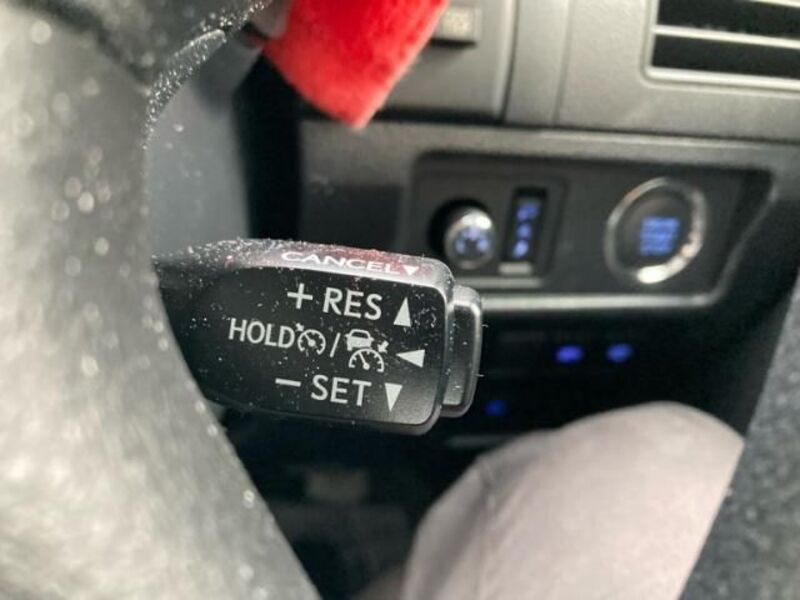 CANCEL
+ RES
HOLD /
− SET